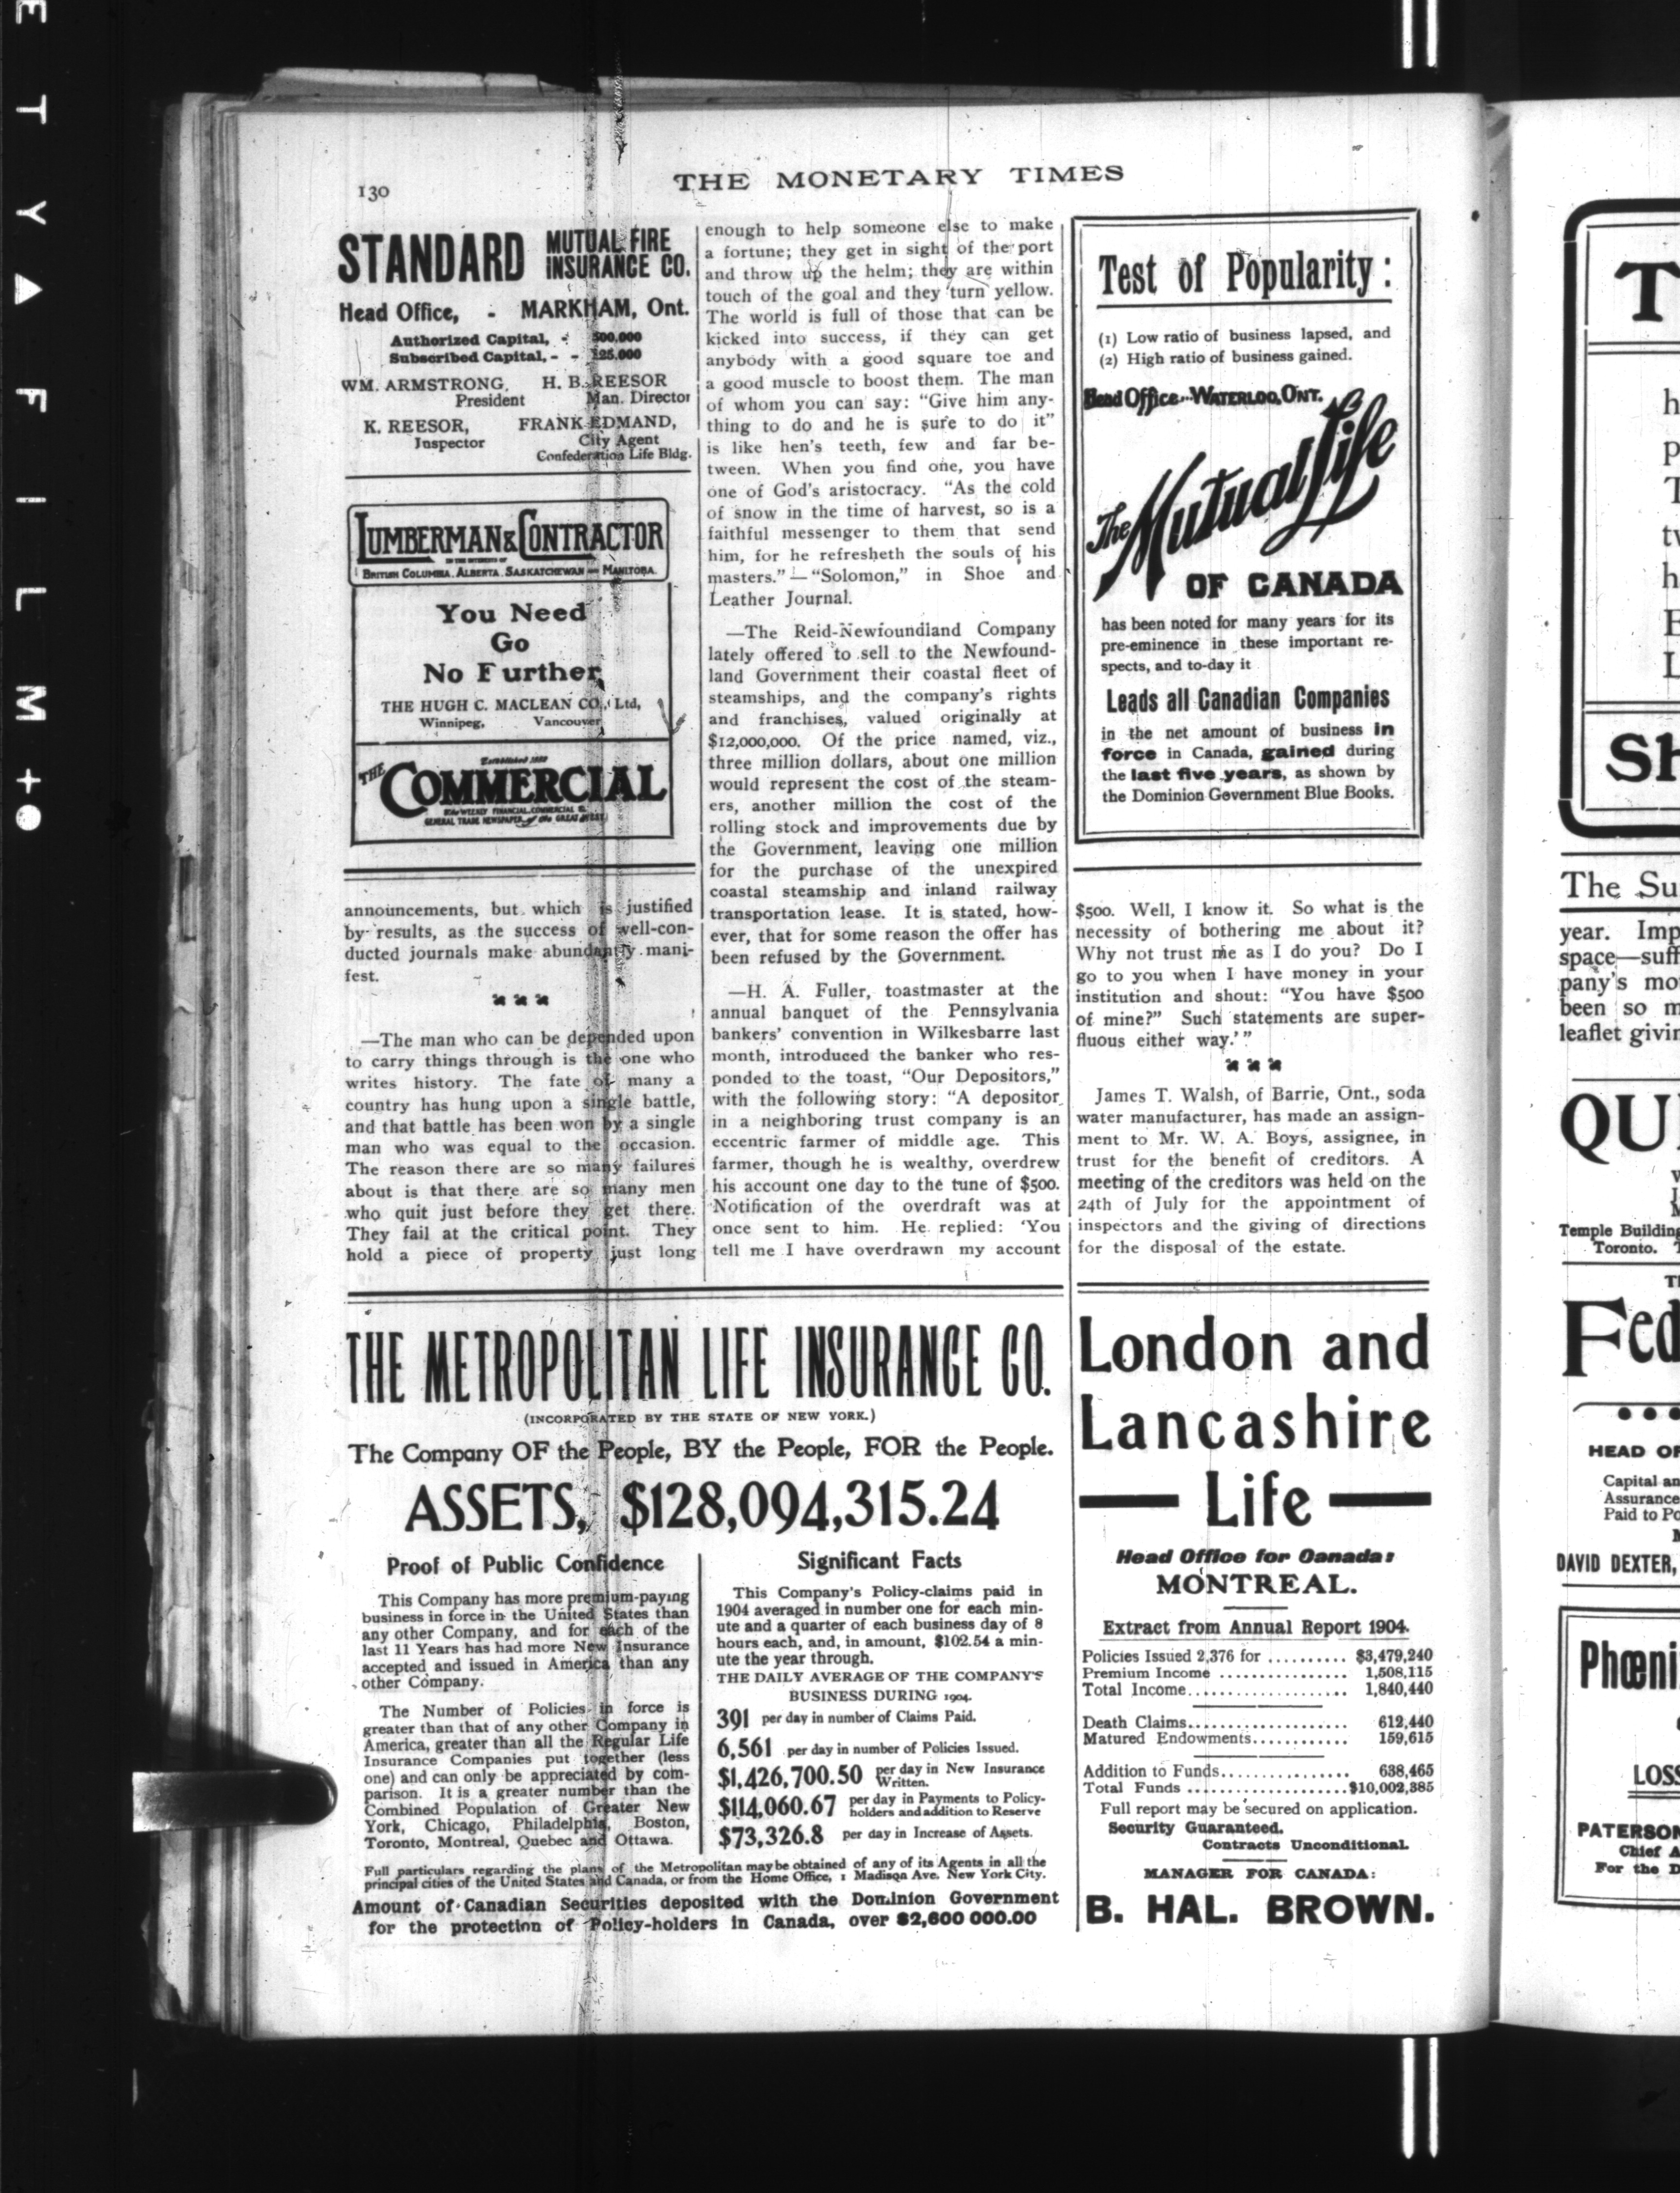 130
THE MONETARY TIMES
STANDARD MUTUAL FIRE
INSURANCE CO.
Head Office, - MARKHAM, Ont.
Authorized Capital, - 500,000
Subscribed Capital, - - 125,000
WM. ARMSTRONG, H. B. REESOR
President Man. Director
K. REESOR, FRANK EDMAND,
Inspector City Agent
Confederation Life Bldg.
LUMBERMAN & CONTRACTOR
IN THE INTERESTS OF
BRITISH COLUMBIA. ALBERTA. SASKATCHEWAN AND MANITOBA.
You Need
Go
No Further
THE HUGH C. MACLEAN CO., Ltd,
Winnipeg, Vancouver
Established 1882
THE COMMERCIAL
THE WEEKLY FINANCIAL, COMMERCIAL &
GENERAL TRADE NEWSPAPER of the GREAT WEST
announcements, but which is justified
by results, as the success of well-con-
ducted journals make abundantly mani-
fest.
—The man who can be depended upon
to carry things through is the one who
writes history. The fate of many a
country has hung upon a single battle,
and that battle has been won by a single
man who was equal to the occasion.
The reason there are so many failures
about is that there are so many men
who quit just before they get there.
They fail at the critical point. They
hold a piece of property just long
enough to help someone else to make
a fortune; they get in sight of the port
and throw up the helm; they are within
touch of the goal and they turn yellow.
The world is full of those that can be
kicked into success, if they can get
anybody with a good square toe and
a good muscle to boost them. The man
of whom you can say: "Give him any-
thing to do and he is sure to do it"
is like hen's teeth, few and far be-
tween. When you find one, you have
one of God's aristocracy. "As the cold
of snow in the time of harvest, so is a
faithful messenger to them that send
him, for he refresheth the souls of his
masters."—"Solomon," in Shoe and
Leather Journal.
—The Reid-Newfoundland Company
lately offered to sell to the Newfound-
land Government their coastal fleet of
steamships, and the company's rights
and franchises, valued originally at
$12,000,000. Of the price named, viz.,
three million dollars, about one million
would represent the cost of the steam-
ers, another million the cost of the
rolling stock and improvements due by
the Government, leaving one million
for the purchase of the unexpired
coastal steamship and inland railway
transportation lease. It is stated, how-
ever, that for some reason the offer has
been refused by the Government.
—H. A. Fuller, toastmaster at the
annual banquet of the Pennsylvania
bankers' convention in Wilkesbarre last
month, introduced the banker who res-
ponded to the toast, "Our Depositors,"
with the following story: "A depositor
in a neighboring trust company is an
eccentric farmer of middle age. This
farmer, though he is wealthy, overdrew
his account one day to the tune of $500.
Notification of the overdraft was at
once sent to him. He replied: 'You
tell me I have overdrawn my account
Test of Popularity:
(1) Low ratio of business lapsed, and
(2) High ratio of business gained.
Head Office, WATERLOO, ONT.
The Mutual Life
OF CANADA
has been noted for many years for its
pre-eminence in these important re-
spects, and to-day it
Leads all Canadian Companies
in the net amount of business in
force in Canada, gained during
the last five years, as shown by
the Dominion Government Blue Books.
$500. Well, I know it. So what is the
necessity of bothering me about it?
Why not trust me as I do you? Do I
go to you when I have money in your
institution and shout: "You have $500
of mine?" Such statements are super-
fluous either way.'"
James T. Walsh, of Barrie, Ont., soda
water manufacturer, has made an assign-
ment to Mr. W. A. Boys, assignee, in
trust for the benefit of creditors. A
meeting of the creditors was held on the
24th of July for the appointment of
inspectors and the giving of directions
for the disposal of the estate.
THE METROPOLITAN LIFE INSURANCE CO.
(INCORPORATED BY THE STATE OF NEW YORK.)
The Company OF the People, BY the People, FOR the People.
ASSETS, $128,094,315.24
Proof of Public Confidence
This Company has more premium-paying
business in force in the United States than
any other Company, and for each of the
last 11 Years has had more New Insurance
accepted and issued in America than any
other Company.
The Number of Policies in force is
greater than that of any other Company in
America, greater than all the Regular Life
Insurance Companies put together (less
one) and can only be appreciated by com-
parison. It is a greater number than the
Combined Population of Greater New
York, Chicago, Philadelphia, Boston,
Toronto, Montreal, Quebec and Ottawa.
Significant Facts
This Company's Policy-claims paid in
1904 averaged in number one for each min-
ute and a quarter of each business day of 8
hours each, and, in amount, $102.54 a min-
ute the year through.
THE DAILY AVERAGE OF THE COMPANY'S
BUSINESS DURING 1904.
391 per day in number of Claims Paid.
6,561 per day in number of Policies Issued.
$1,426,700.50 per day in New Insurance
Written.
$114,060.67 per day in Payments to Policy-
holders and addition to Reserve
$73,326.8 per day in Increase of Assets.
Full particulars regarding the plans of the Metropolitan may be obtained of any of its Agents in all the
principal cities of the United States and Canada, or from the Home Office, 1 Madison Ave. New York City.
Amount of Canadian Securities deposited with the Dominion Government
for the protection of Policy-holders in Canada, over $2,600 000.00
London and
Lancashire
Life
Head Office for Canada:
MONTREAL.
Extract from Annual Report 1904.
Policies Issued 2,376 for .......... $3,479,240
Premium Income ................ 1,508,115
Total Income.................... 1,840,440
Death Claims.................... 612,440
Matured Endowments............ 159,615
Addition to Funds................ 638,465
Total Funds ....................$10,002,385
Full report may be secured on application.
Security Guaranteed.
Contracts Unconditional.
MANAGER FOR CANADA:
B. HAL. BROWN.
The Su
year. Imp
space—suff
pany's mo
been so m
leaflet givin
QU
Temple Building
Toronto.
Fed
HEAD OF
Capital an
Assurance
Paid to Po
DAVID DEXTER,
Phœni
LOSS
PATERSON
Chief A
For the D
E T Y A F I L M +